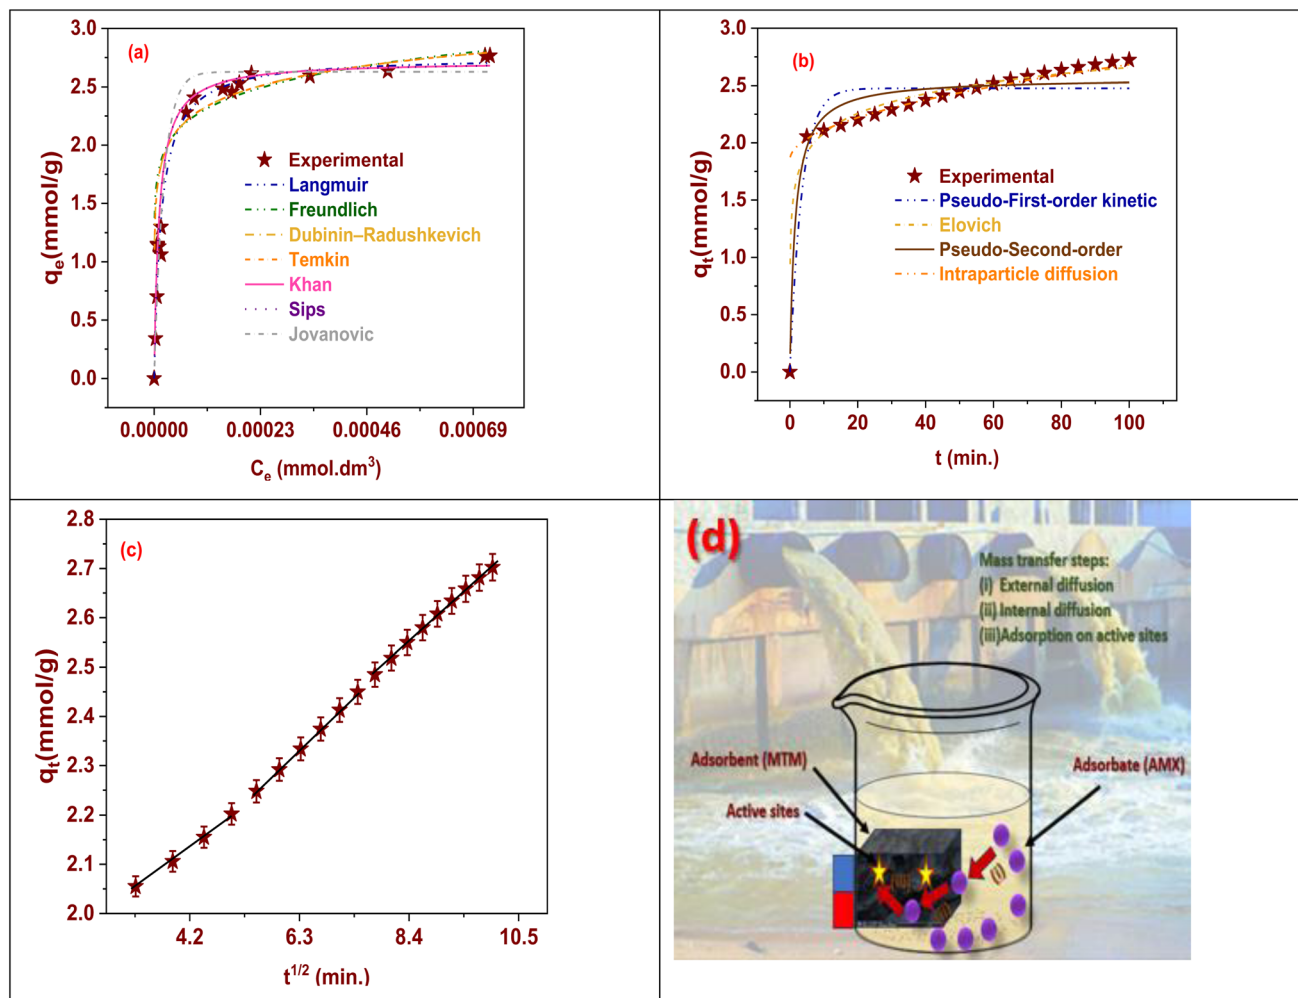 (a)
3.0
2.5
2.0
1.5
1.0
0.5
0.0
qe(mmol/g)
Experimental
Langmuir
Freundlich
Dubinin–Radushkevich
Temkin
Khan
Sips
Jovanovic
0.00000 0.00023 0.00046 0.00069
Ce (mmol.dm³)
(b)
3.0
2.5
2.0
1.5
1.0
0.5
0.0
qt(mmol/g)
Experimental
Pseudo-First-order kinetic
Elovich
Pseudo-Second-order
Intraparticle diffusion
0 20 40 60 80 100
t (min.)
(c)
2.8
2.7
2.6
2.5
2.4
2.3
2.2
2.1
2.0
qt(mmol/g)
4.2 6.3 8.4 10.5
t1/2 (min.)
(d)
Mass transfer steps:
(i) External diffusion
(ii) Internal diffusion
(iii)Adsorption on active sites
Adsorbent (MTM)
Adsorbate (AMX)
Active sites
(i)
(ii)
(iii)